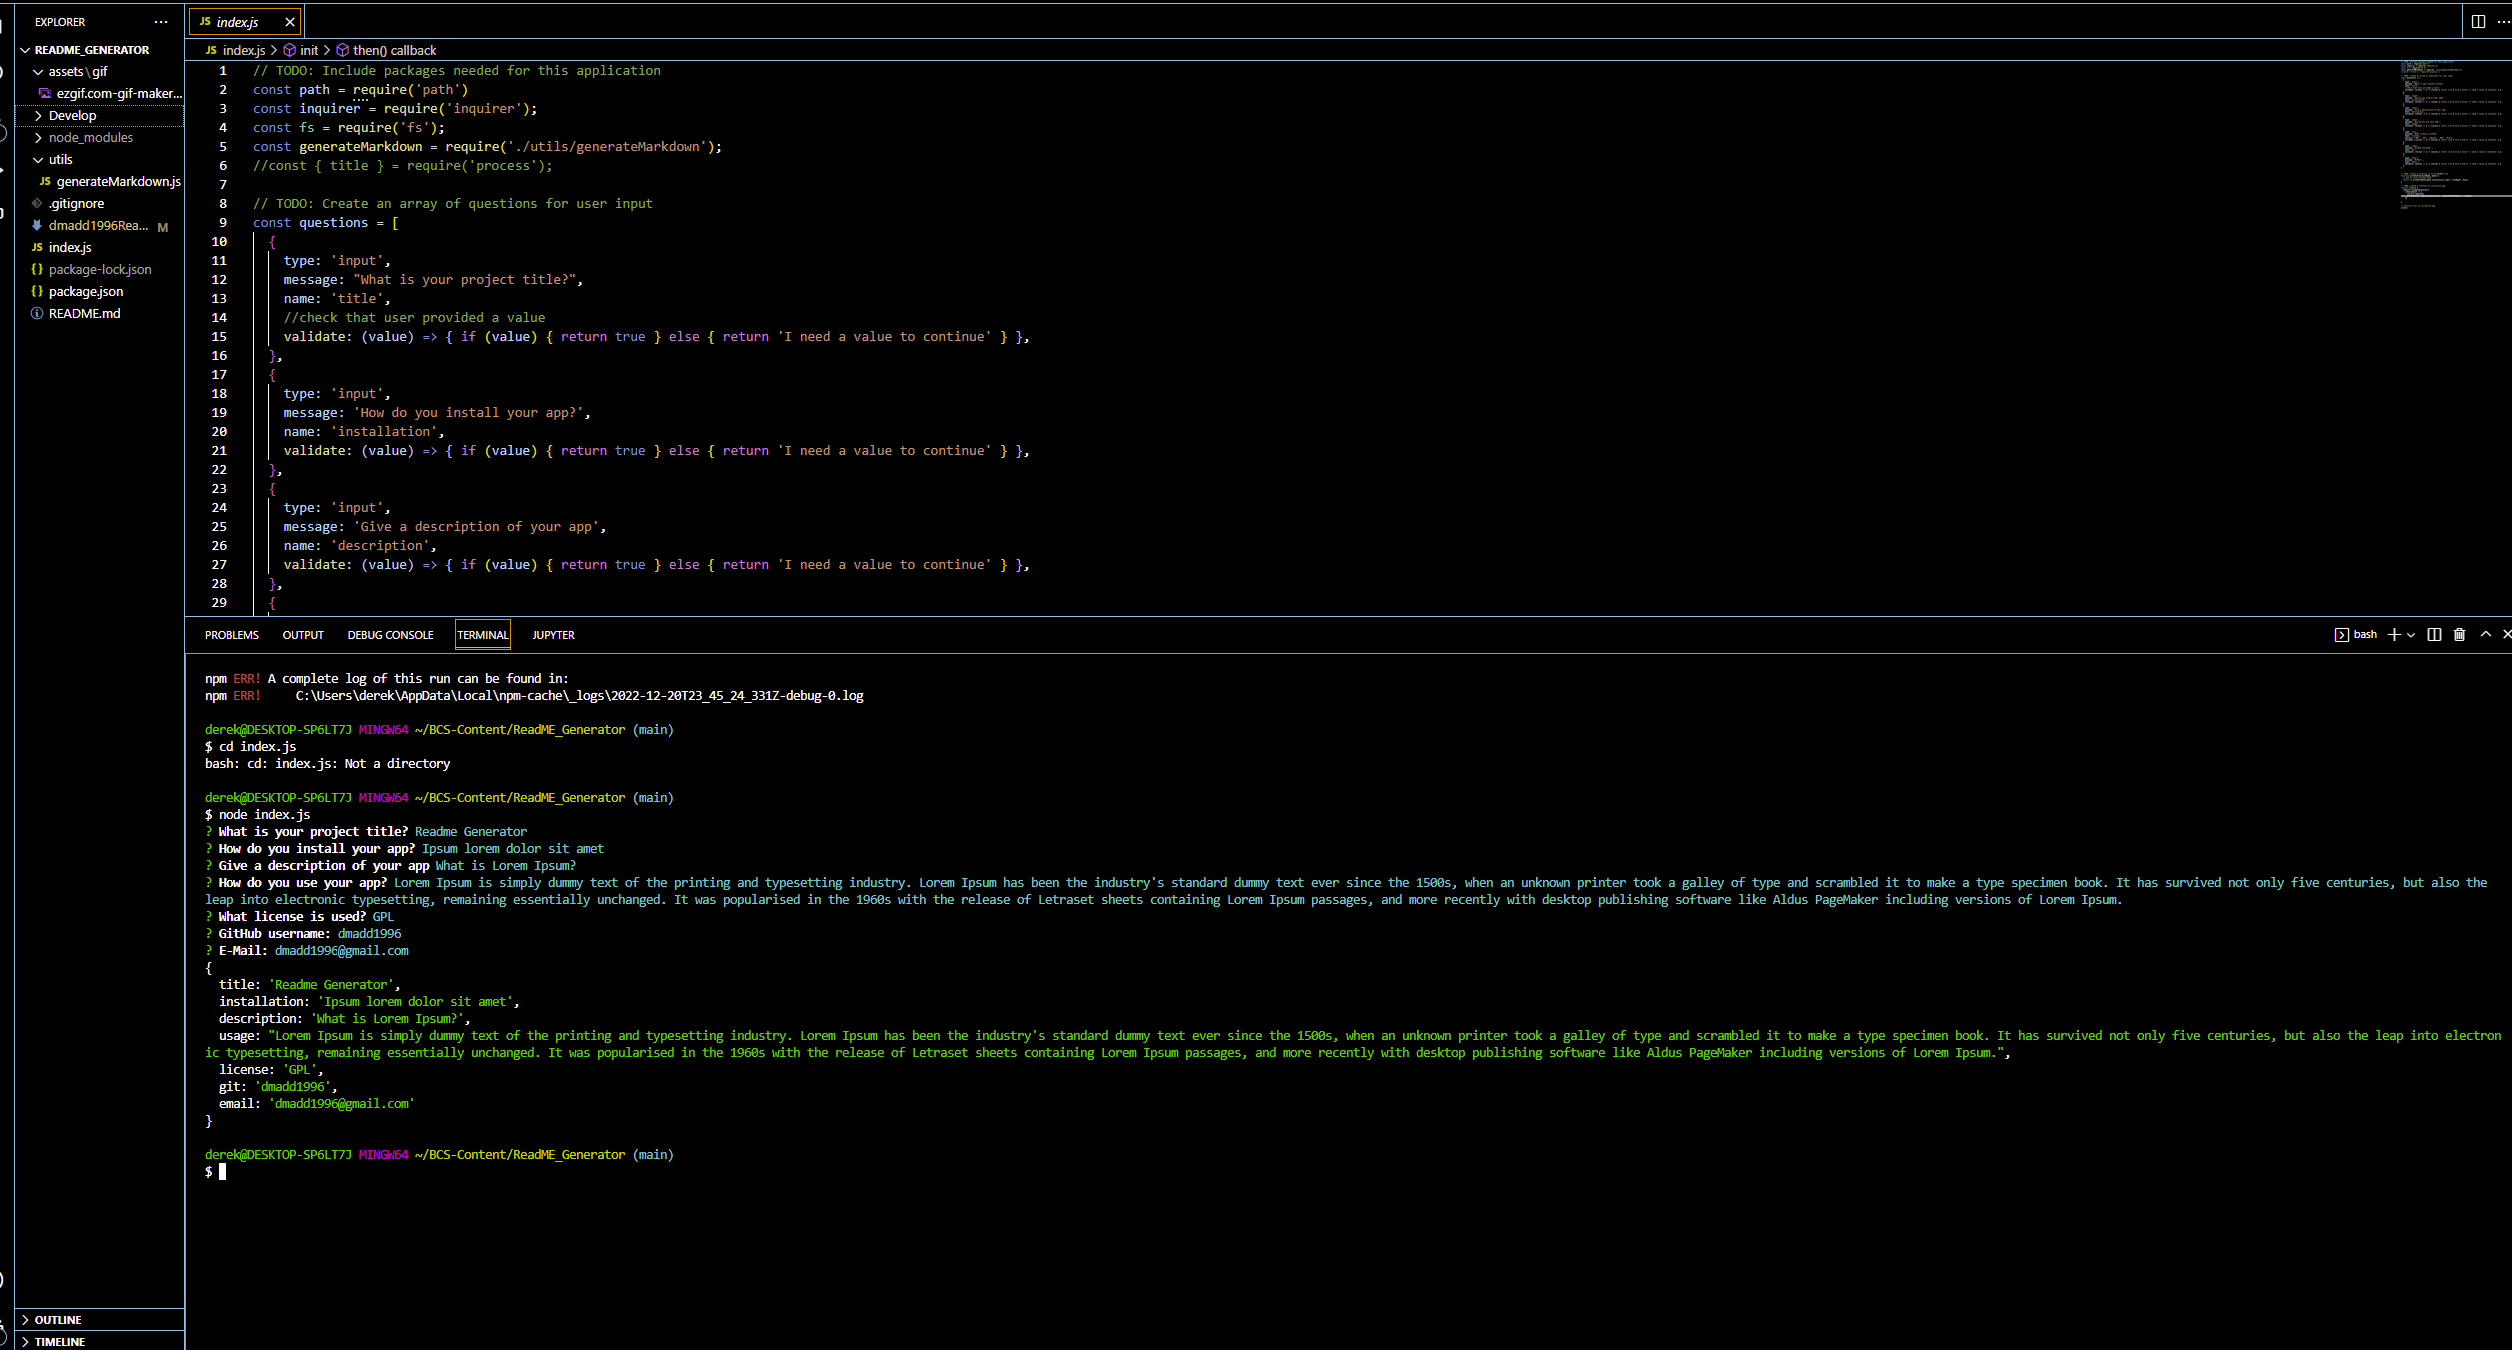 EXPLORER
README_GENERATOR
assets\gif
ezgif.com-gif-maker...
Develop
node_modules
utils
JS generateMarkdown.js
.gitignore
dmadd1996Rea... M
JS index.js
{} package-lock.json
{} package.json
README.md
OUTLINE
TIMELINE
JS index.js
JS index.js > init > then() callback
1 // TODO: Include packages needed for this application
2 const path = require('path')
3 const inquirer = require('inquirer');
4 const fs = require('fs');
5 const generateMarkdown = require('./utils/generateMarkdown');
6 //const { title } = require('process');
7
8 // TODO: Create an array of questions for user input
9 const questions = [
10 {
11 type: 'input',
12 message: "What is your project title?",
13 name: 'title',
14 //check that user provided a value
15 validate: (value) => { if (value) { return true } else { return 'I need a value to continue' } },
16 },
17 {
18 type: 'input',
19 message: 'How do you install your app?',
20 name: 'installation',
21 validate: (value) => { if (value) { return true } else { return 'I need a value to continue' } },
22 },
23 {
24 type: 'input',
25 message: 'Give a description of your app',
26 name: 'description',
27 validate: (value) => { if (value) { return true } else { return 'I need a value to continue' } },
28 },
29 {
PROBLEMS OUTPUT DEBUG CONSOLE TERMINAL JUPYTER
bash
npm ERR! A complete log of this run can be found in:
npm ERR!     C:\Users\derek\AppData\Local\npm-cache\_logs\2022-12-20T23_45_24_331Z-debug-0.log
derek@DESKTOP-SP6LT7J MINGW64 ~/BCS-Content/ReadME_Generator (main)
$ cd index.js
bash: cd: index.js: Not a directory
derek@DESKTOP-SP6LT7J MINGW64 ~/BCS-Content/ReadME_Generator (main)
$ node index.js
? What is your project title? Readme Generator
? How do you install your app? Ipsum lorem dolor sit amet
? Give a description of your app What is Lorem Ipsum?
? How do you use your app? Lorem Ipsum is simply dummy text of the printing and typesetting industry. Lorem Ipsum has been the industry's standard dummy text ever since the 1500s, when an unknown printer took a galley of type and scrambled it to make a type specimen book. It has survived not only five centuries, but also the
leap into electronic typesetting, remaining essentially unchanged. It was popularised in the 1960s with the release of Letraset sheets containing Lorem Ipsum passages, and more recently with desktop publishing software like Aldus PageMaker including versions of Lorem Ipsum.
? What license is used? GPL
? GitHub username: dmadd1996
? E-Mail: dmadd1996@gmail.com
{
title: 'Readme Generator',
installation: 'Ipsum lorem dolor sit amet',
description: 'What is Lorem Ipsum?',
usage: "Lorem Ipsum is simply dummy text of the printing and typesetting industry. Lorem Ipsum has been the industry's standard dummy text ever since the 1500s, when an unknown printer took a galley of type and scrambled it to make a type specimen book. It has survived not only five centuries, but also the leap into electron
ic typesetting, remaining essentially unchanged. It was popularised in the 1960s with the release of Letraset sheets containing Lorem Ipsum passages, and more recently with desktop publishing software like Aldus PageMaker including versions of Lorem Ipsum.",
license: 'GPL',
git: 'dmadd1996',
email: 'dmadd1996@gmail.com'
}
derek@DESKTOP-SP6LT7J MINGW64 ~/BCS-Content/ReadME_Generator (main)
$